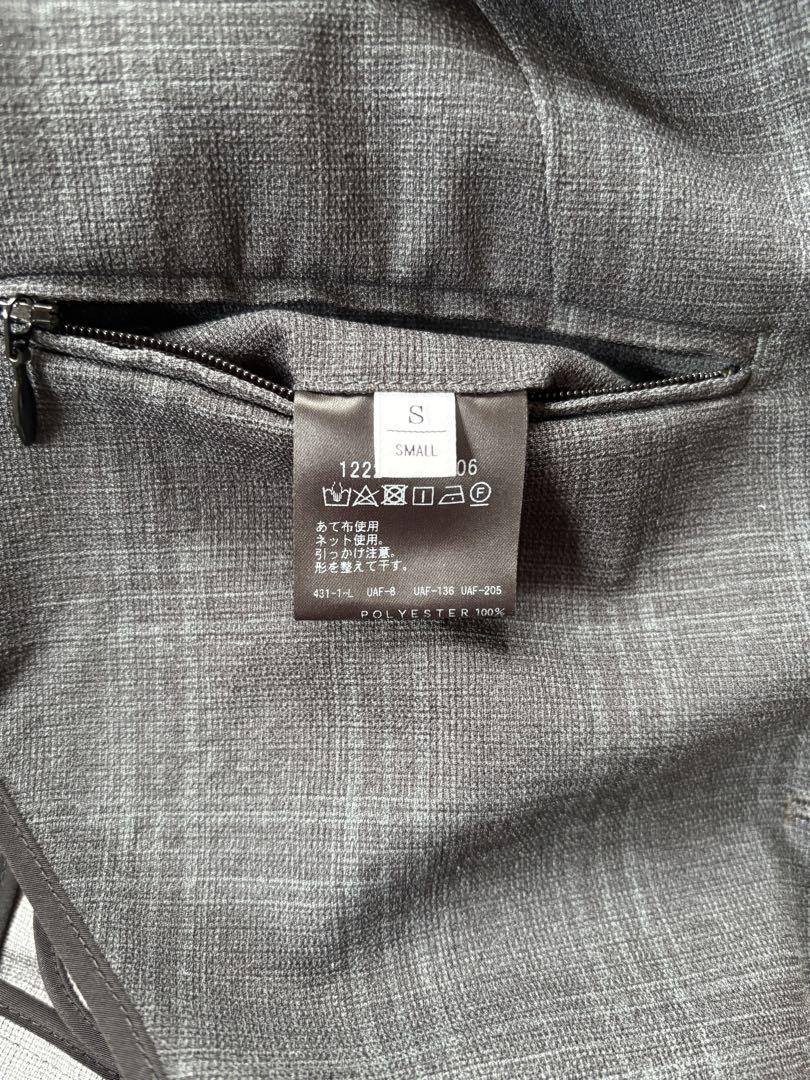 S
SMALL
122 06
F
あて布使用
ネット使用。
引っかけ注意。
形を整えて干す。
431-1-L UAF-8 UAF-136 UAF-205
POLYESTER 100%